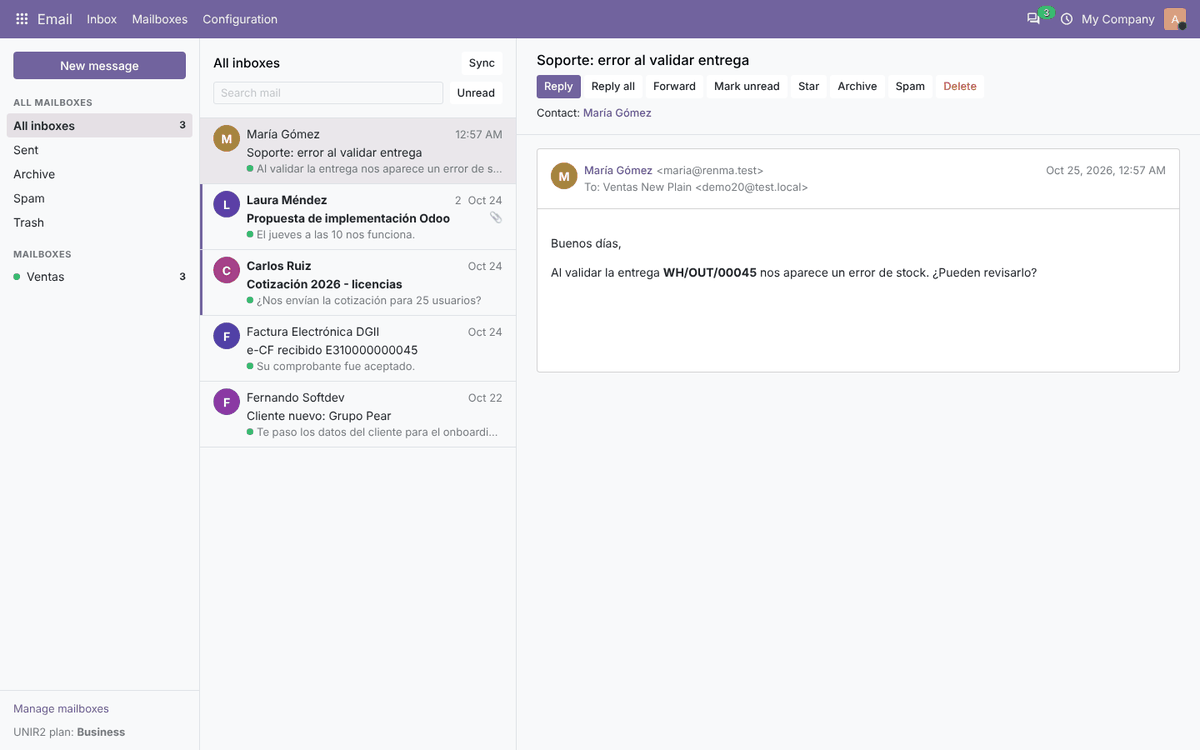 Email Inbox Mailboxes Configuration 3 My Company A
New message
ALL MAILBOXES
All inboxes 3
Sent
Archive
Spam
Trash
MAILBOXES
Ventas 3
Manage mailboxes
UNIR2 plan: Business
All inboxes Sync
Search mail Unread
M María Gómez 12:57 AM
Soporte: error al validar entrega
Al validar la entrega nos aparece un error de s...
L Laura Méndez 2 Oct 24
Propuesta de implementación Odoo
El jueves a las 10 nos funciona.
C Carlos Ruiz Oct 24
Cotización 2026 - licencias
¿Nos envían la cotización para 25 usuarios?
F Factura Electrónica DGII Oct 24
e-CF recibido E310000000045
Su comprobante fue aceptado.
F Fernando Softdev Oct 22
Cliente nuevo: Grupo Pear
Te paso los datos del cliente para el onboardi...
Soporte: error al validar entrega
Reply Reply all Forward Mark unread Star Archive Spam Delete
Contact: María Gómez
M María Gómez <maria@renma.test> Oct 25, 2026, 12:57 AM
To: Ventas New Plain <demo20@test.local>
Buenos días,
Al validar la entrega WH/OUT/00045 nos aparece un error de stock. ¿Pueden revisarlo?